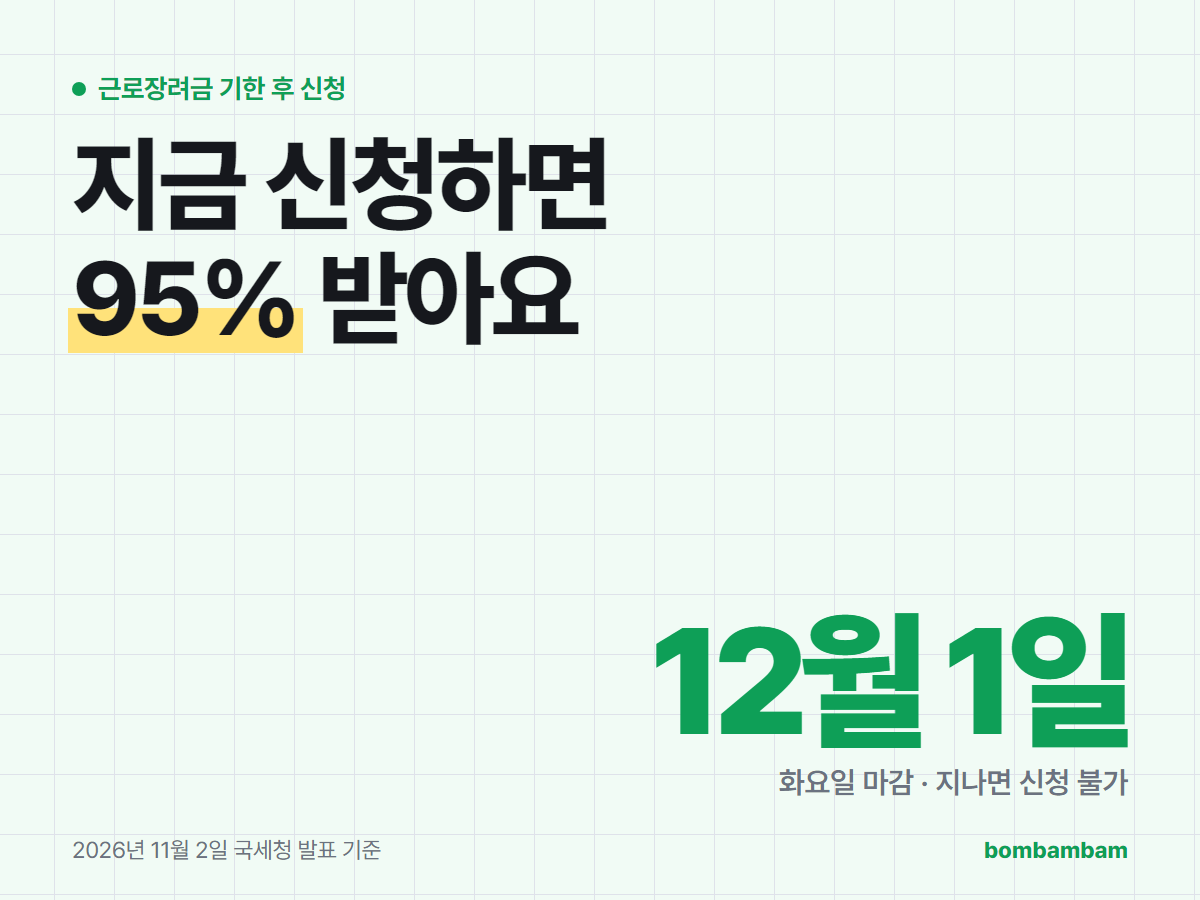 근로장려금 기한 후 신청
지금 신청하면
95% 받아요
12월 1일
화요일 마감 · 지나면 신청 불가
2026년 11월 2일 국세청 발표 기준
bombambam